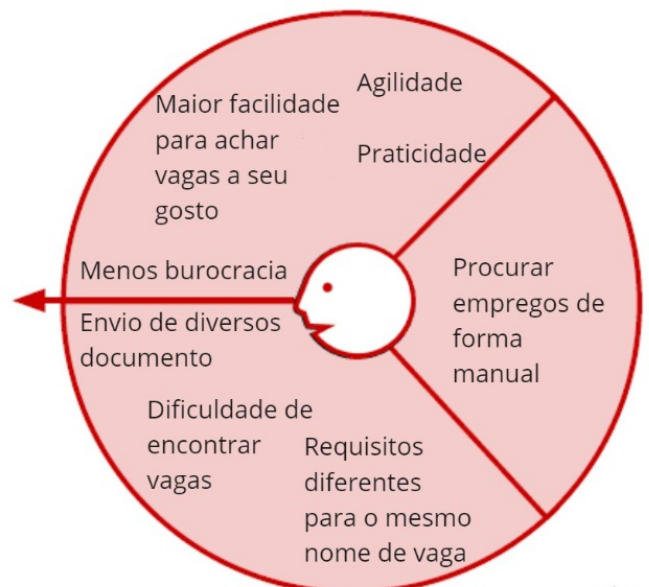 Maior facilidade
para achar
vagas a seu
gosto
Agilidade
Praticidade
Menos burocracia
Procurar
empregos de
forma
manual
Envio de diversos
documento
Dificuldade de
encontrar
vagas
Requisitos
diferentes
para o mesmo
nome de vaga